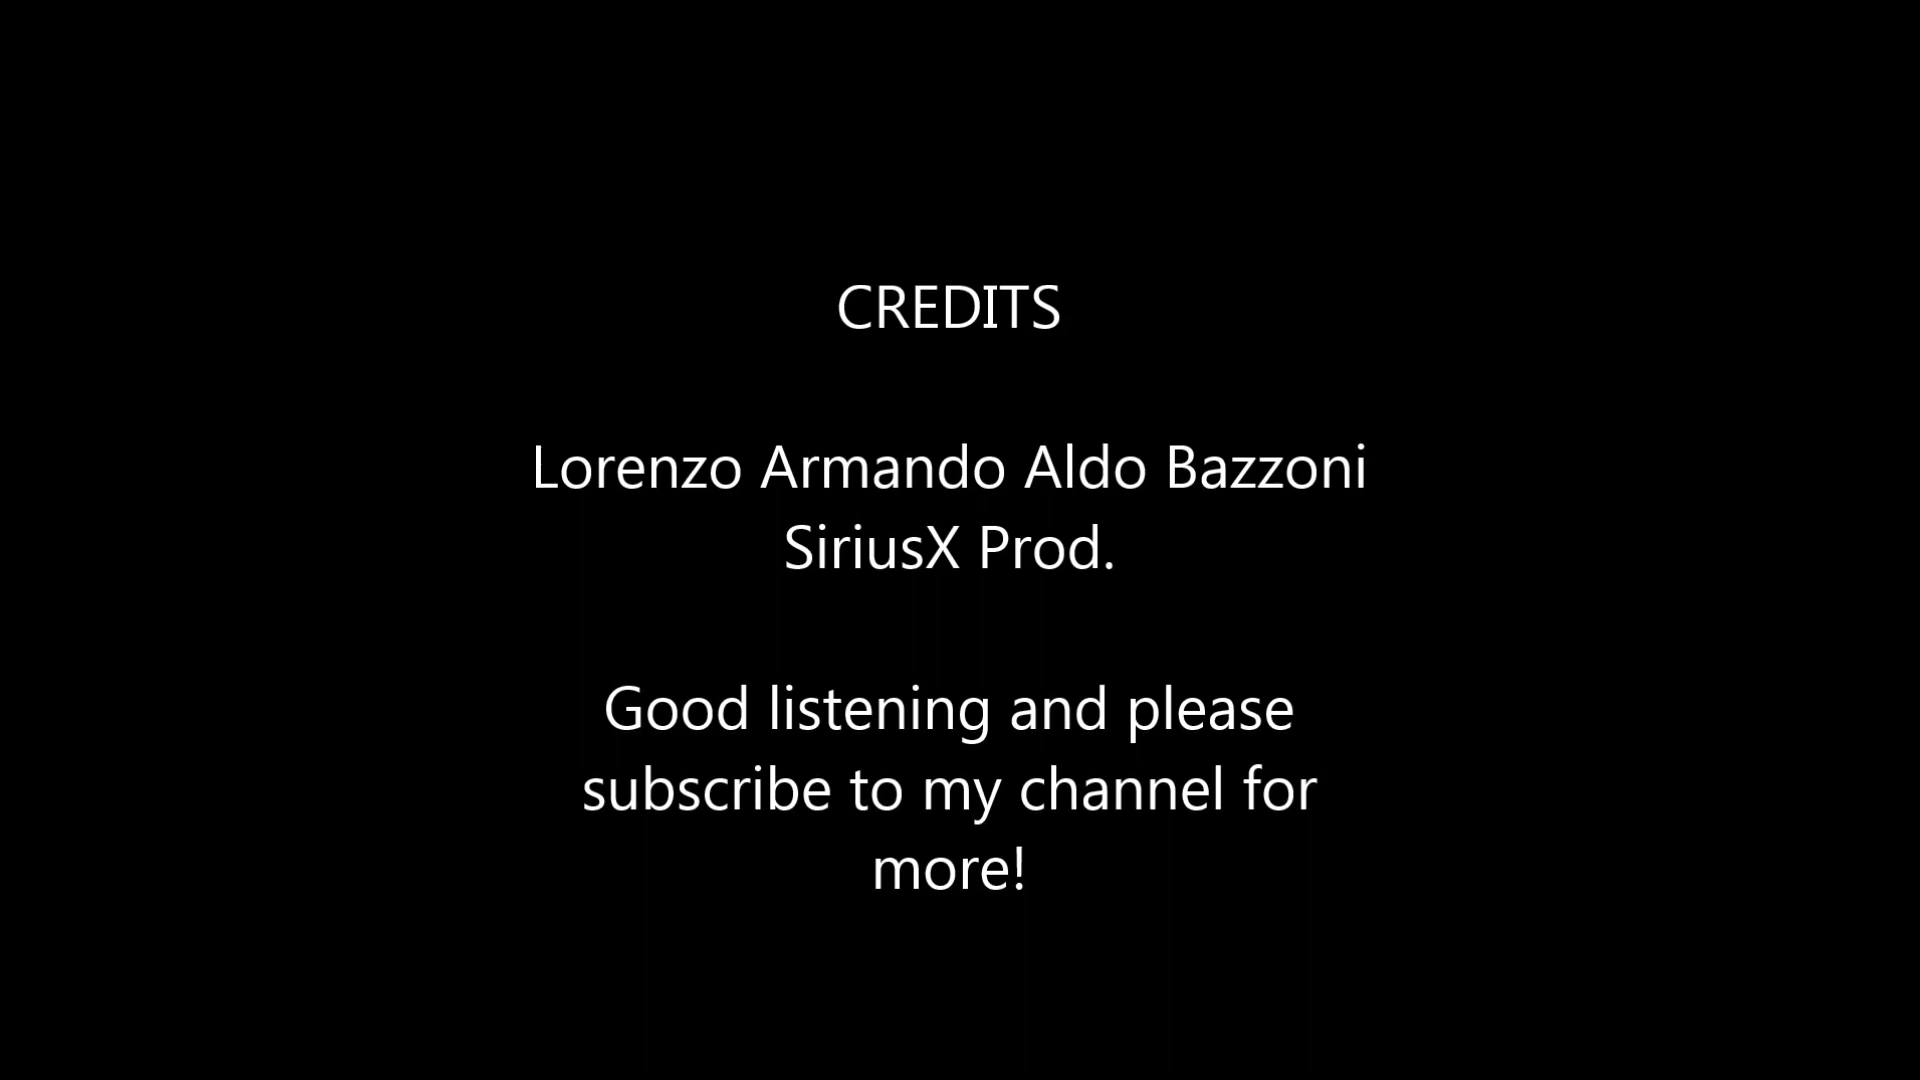 CREDITS
Lorenzo Armando Aldo Bazzoni
SiriusX Prod.
Good listening and please
subscribe to my channel for
more!